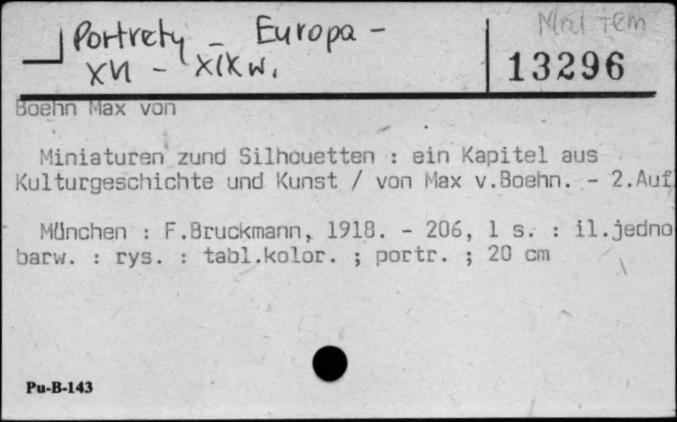 Portrety - Europa -
XVI - XIX w.
Mal tem
13296
Boehn Max von
Miniaturen zund Silhouetten : ein Kapitel aus
Kulturgeschichte und Kunst / von Max v.Boehn. - 2.Auf
München : F.Bruckmann, 1918. - 206, 1 s. : il.jedno
barw. : rys. : tabl.kolor. ; portr. ; 20 cm
Pu-B-143